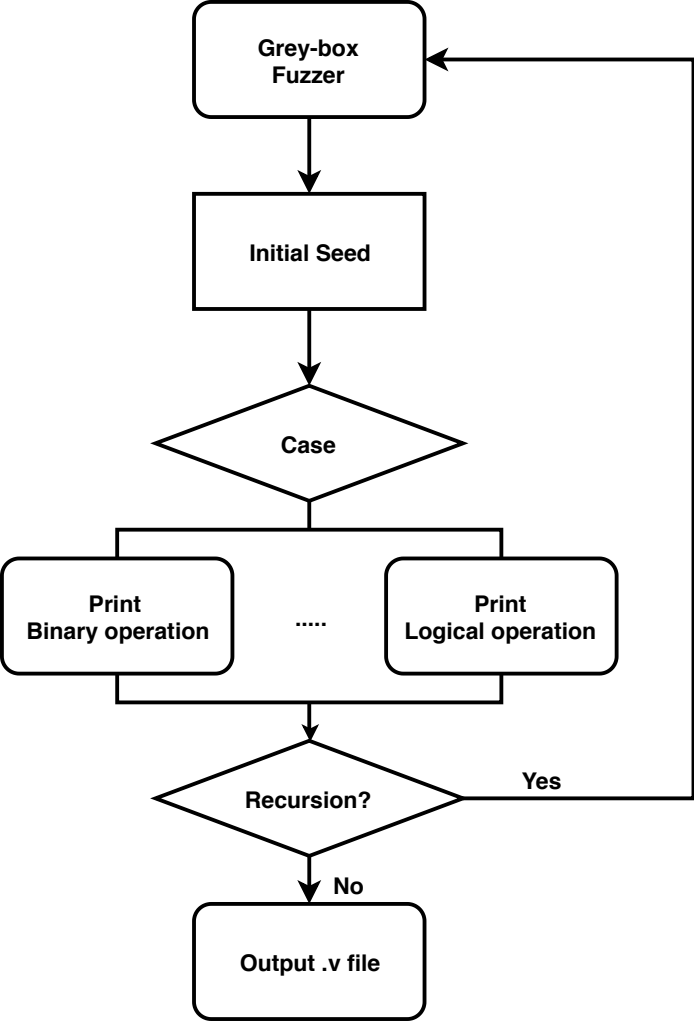 Grey-box
Fuzzer
Initial Seed
Case
Print
Binary operation
.....
Print
Logical operation
Recursion?
Yes
No
Output .v file